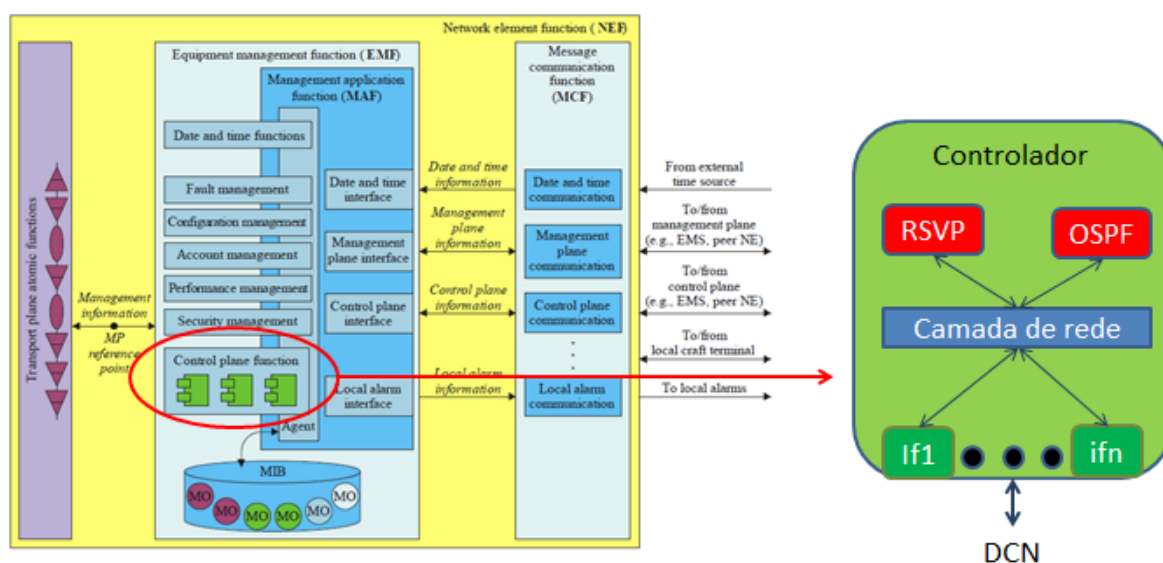 Network element function ( NEF)
Equipment management function ( EMF)
Management application
function ( MAF)
Date and time functions
Fault management
Configuration management
Account management
Performance management
Security management
Control plane function
Agent
MIB
MO
MO
MO
MO
MO
MO
Transport plane atomic functions
Management
information
MP
reference
point
Date and time
interface
Management
plane interface
Control plane
interface
Local alarm
interface
Date and time
information
Management
plane
information
Control plane
information
Local alarm
information
Message
communication
function
(MCF)
Date and time
communication
Management
plane
communication
Control plane
communication
Local alarm
communication
From external
time source
To/from
management plane
(e.g., EMS, peer NE)
To/from
control plane
(e.g., EMS, peer NE)
To/from
local craft terminal
To local alarms
Controlador
RSVP
OSPF
Camada de rede
If1
ifn
DCN